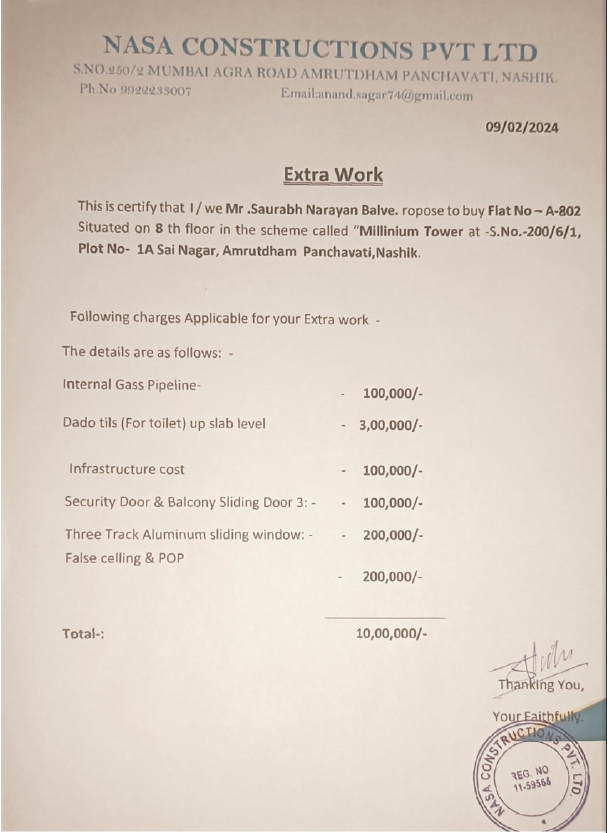 NASA CONSTRUCTIONS PVT LTD
S.NO.250/2 MUMBAI AGRA ROAD AMRUTDHAM PANCHAVATI, NASHIK.
Ph.No 9922233007 Email:anand.sagar74@gmail.com
09/02/2024
Extra Work
This is certify that I / we Mr .Saurabh Narayan Balve. ropose to buy Flat No – A-802
Situated on 8 th floor in the scheme called “Millinium Tower at -S.No.-200/6/1,
Plot No- 1A Sai Nagar, Amrutdham Panchavati,Nashik.
Following charges Applicable for your Extra work -
The details are as follows: -
Internal Gass Pipeline- - 100,000/-
Dado tils (For toilet) up slab level - 3,00,000/-
Infrastructure cost - 100,000/-
Security Door & Balcony Sliding Door 3: - - 100,000/-
Three Track Aluminum sliding window: - - 200,000/-
False celling & POP
- 200,000/-
Total-: 10,00,000/-
Thanking You,
Your Faithfully.
NASA CONSTRUCTIONS PVT. LTD.
REG. NO.
11-59565